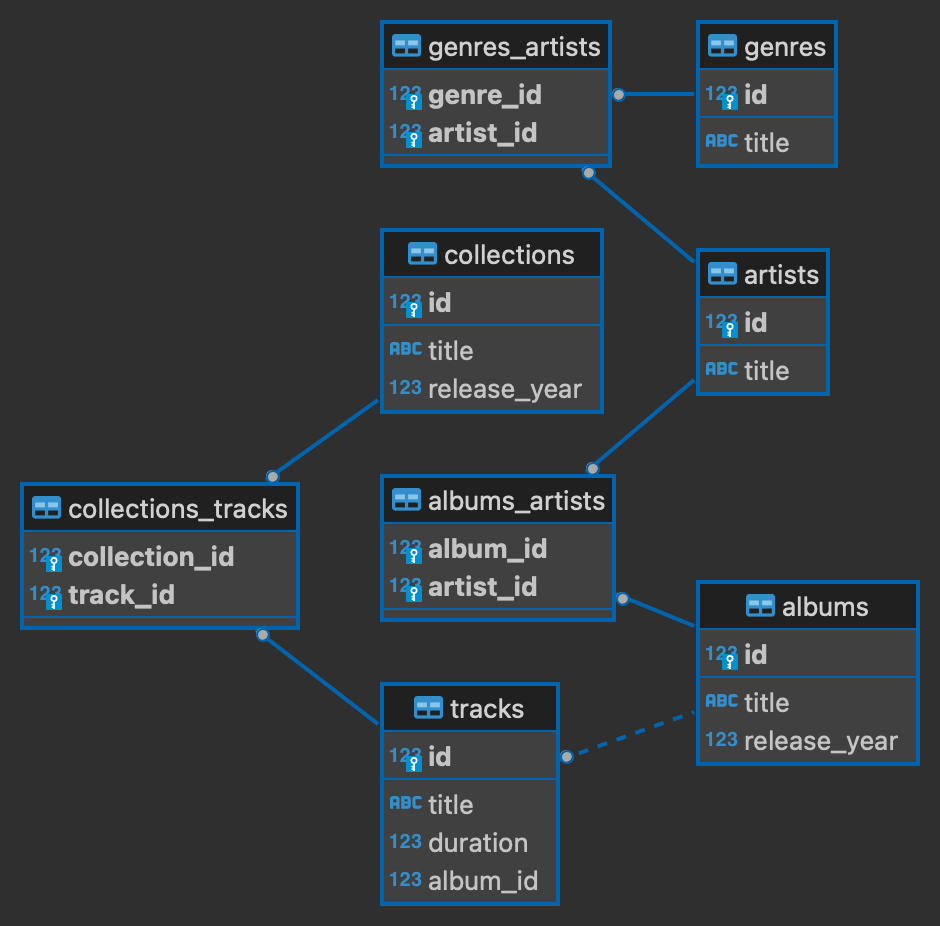 genres_artists
123 genre_id
123 artist_id
genres
123 id
ABC title
collections
123 id
ABC title
123 release_year
artists
123 id
ABC title
collections_tracks
123 collection_id
123 track_id
albums_artists
123 album_id
123 artist_id
albums
123 id
ABC title
123 release_year
tracks
123 id
ABC title
123 duration
123 album_id